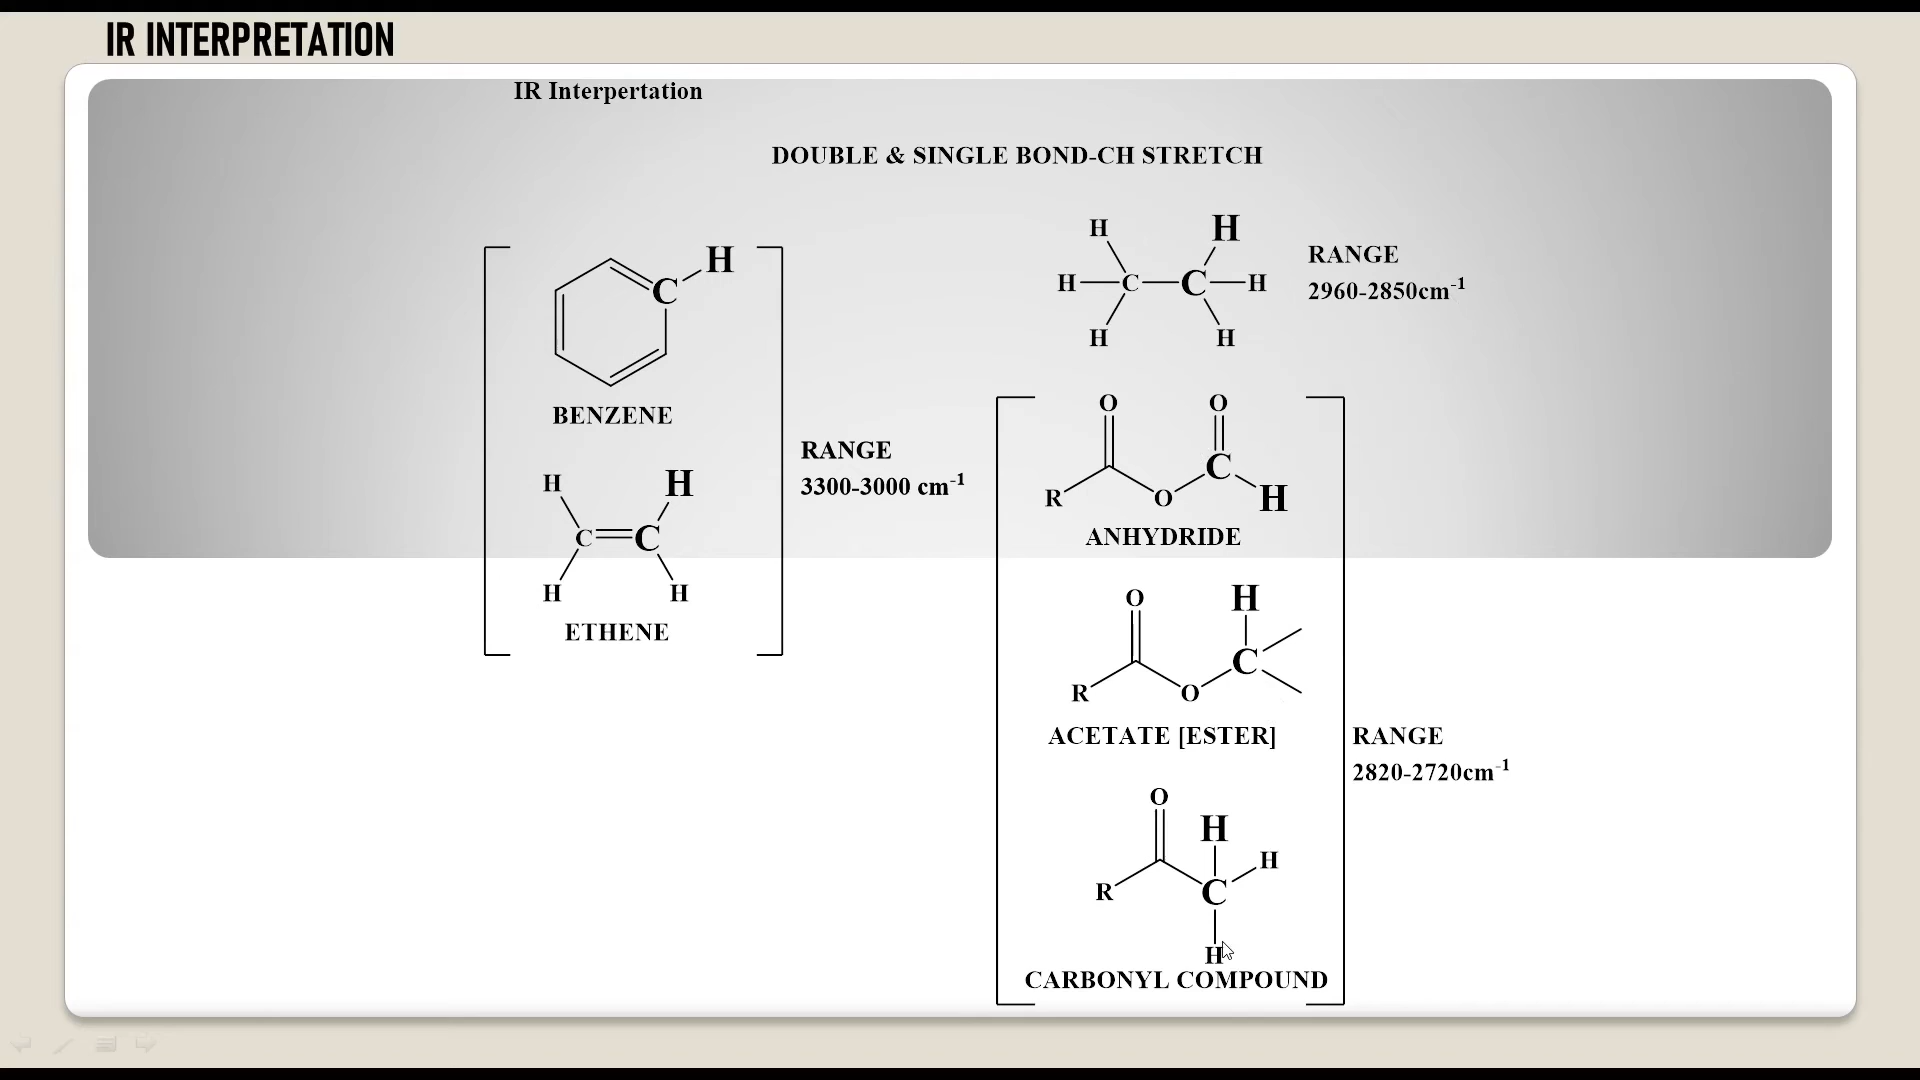 IR INTERPRETATION
IR Interpertation
DOUBLE & SINGLE BOND-CH STRETCH
H
C
BENZENE
H H
C C
H H
ETHENE
RANGE
3300-3000 cm-1
H H
H C C H
H H
RANGE
2960-2850cm-1
O O
C
R O H
ANHYDRIDE
O H
C
R O
ACETATE [ESTER]
O
H
H
R C
H
CARBONYL COMPOUND
RANGE
2820-2720cm-1